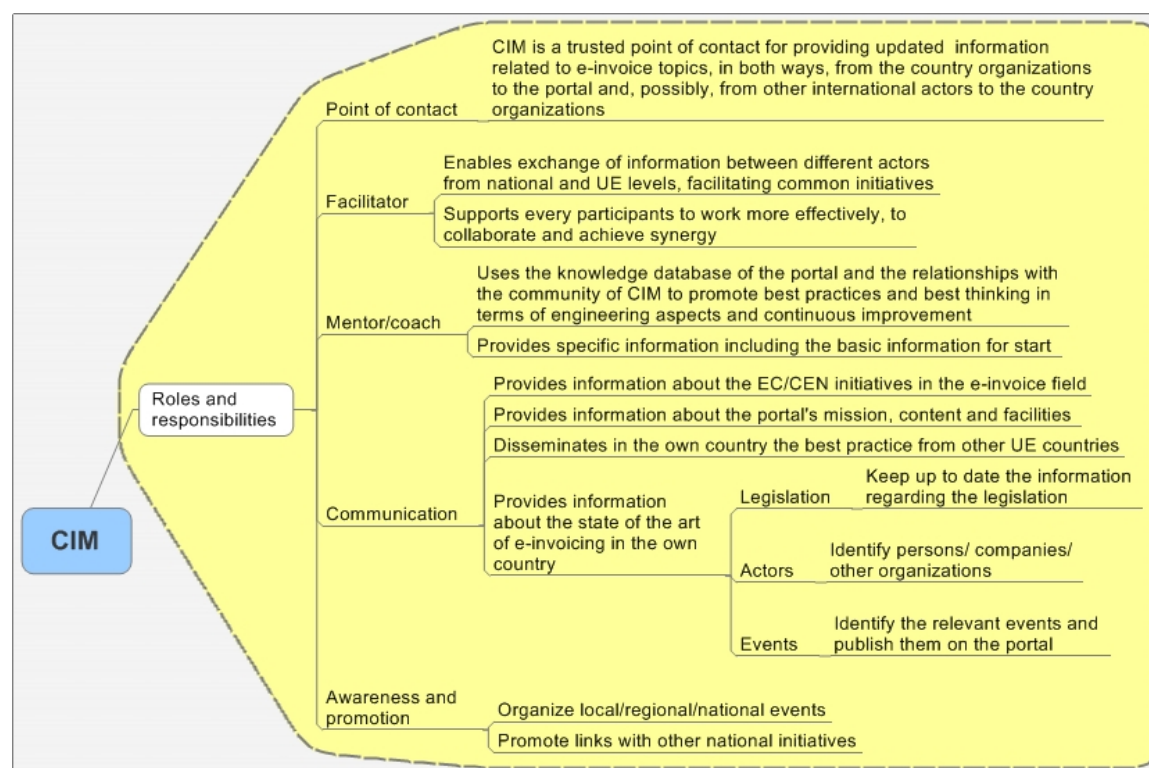 CIM
Roles and
responsibilities
Point of contact
CIM is a trusted point of contact for providing updated information
related to e-invoice topics, in both ways, from the country organizations
to the portal and, possibly, from other international actors to the country
organizations
Facilitator
Enables exchange of information between different actors
from national and UE levels, facilitating common initiatives
Supports every participants to work more effectively, to
collaborate and achieve synergy
Mentor/coach
Uses the knowledge database of the portal and the relationships with
the community of CIM to promote best practices and best thinking in
terms of engineering aspects and continuous improvement
Provides specific information including the basic information for start
Communication
Provides information about the EC/CEN initiatives in the e-invoice field
Provides information about the portal's mission, content and facilities
Disseminates in the own country the best practice from other UE countries
Provides information
about the state of the art
of e-invoicing in the own
country
Legislation
Keep up to date the information
regarding the legislation
Actors
Identify persons/ companies/
other organizations
Events
Identify the relevant events and
publish them on the portal
Awareness and
promotion
Organize local/regional/national events
Promote links with other national initiatives